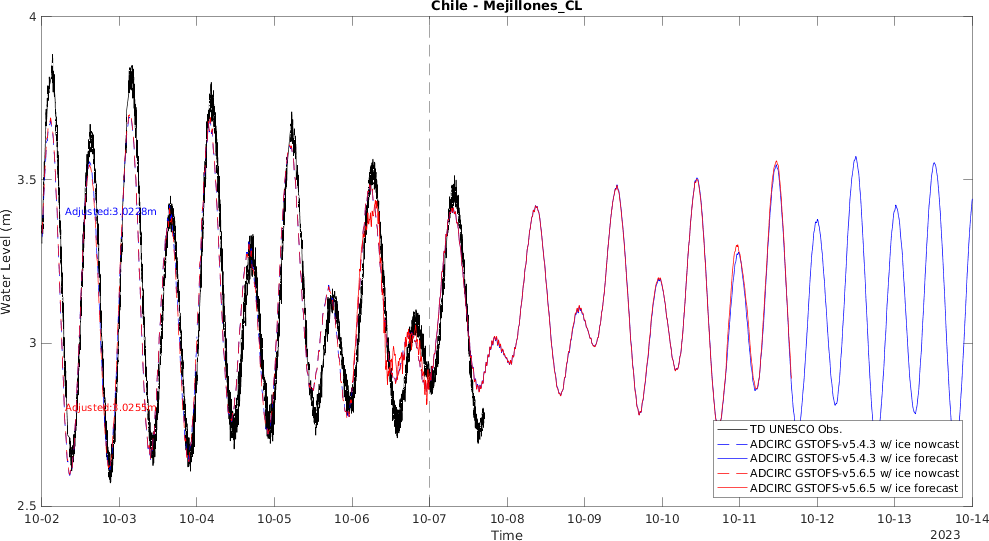 Chile - Mejillones_CL
4
3.5
3
2.5
Water Level (m)
Adjusted:3.0228m
Adjusted:3.0255m
TD UNESCO Obs.
ADCIRC GSTOFS-v5.4.3 w/ ice nowcast
ADCIRC GSTOFS-v5.4.3 w/ ice forecast
ADCIRC GSTOFS-v5.6.5 w/ ice nowcast
ADCIRC GSTOFS-v5.6.5 w/ ice forecast
10-02 10-03 10-04 10-05 10-06 10-07 10-08 10-09 10-10 10-11 10-12 10-13 10-14
Time
2023